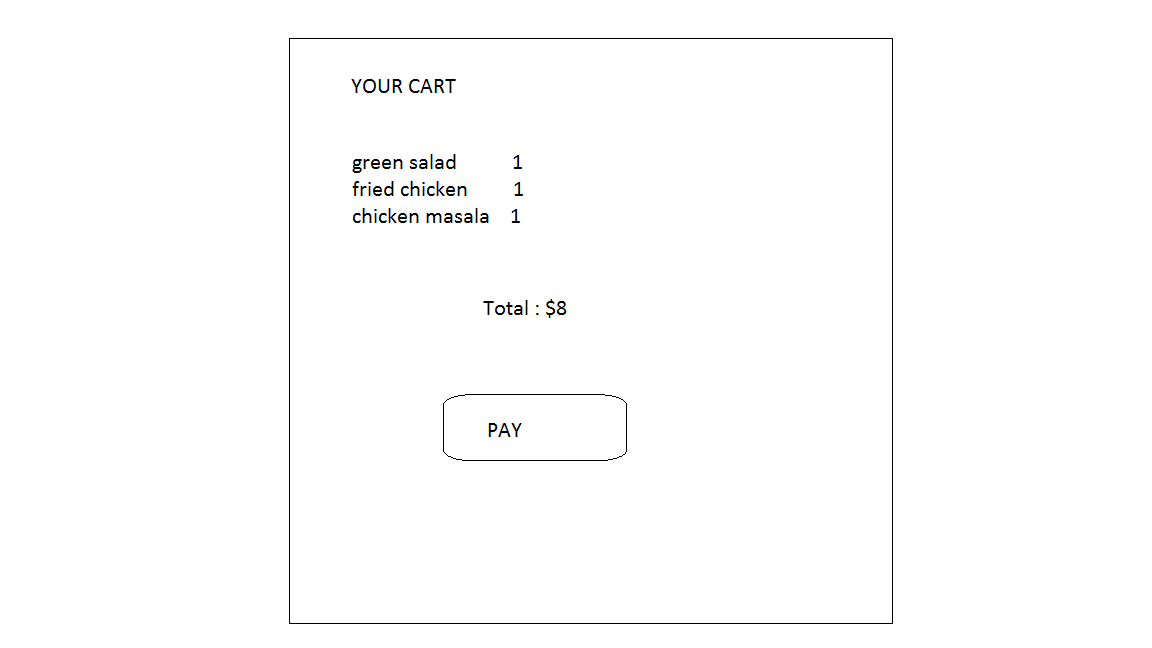 YOUR CART
green salad 1
fried chicken 1
chicken masala 1
Total : $8
PAY